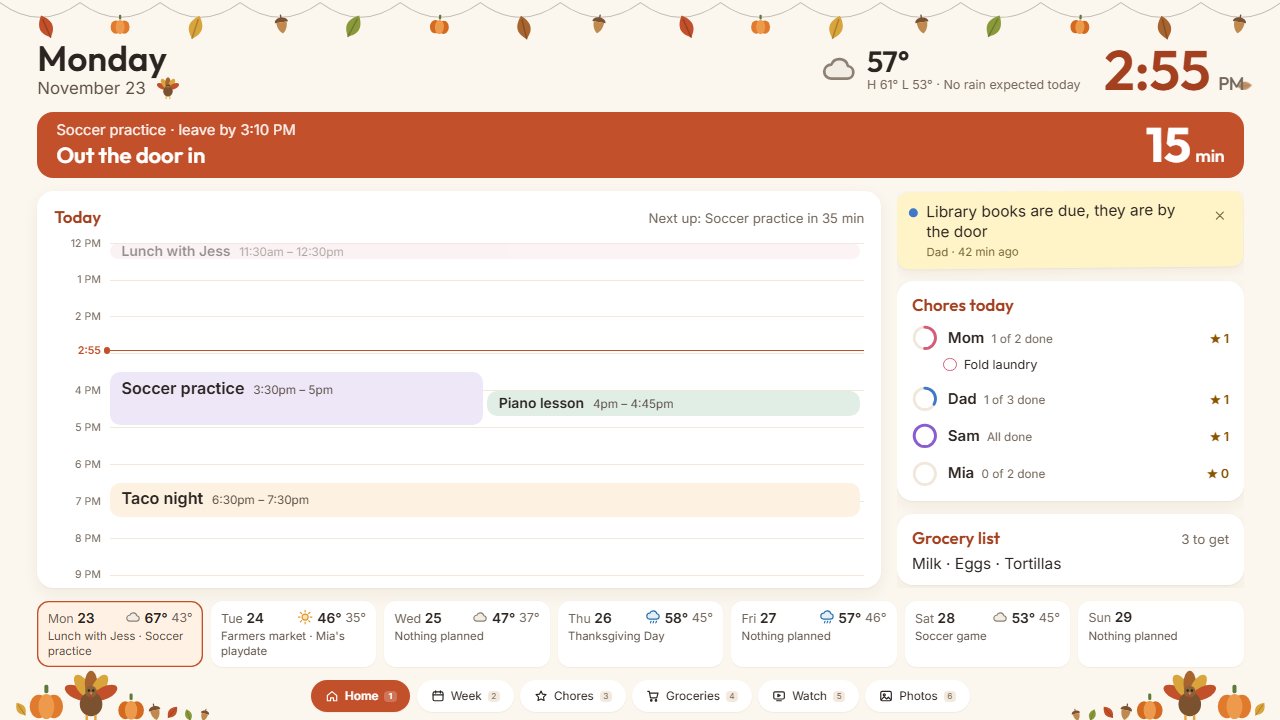 Monday
November 23
57°
H 61° L 53° · No rain expected today
2:55 PM
Soccer practice · leave by 3:10 PM
Out the door in
15 min
Today
Next up: Soccer practice in 35 min
12 PM
Lunch with Jess 11:30am – 12:30pm
1 PM
2 PM
2:55
Soccer practice 3:30pm – 5pm
4 PM
Piano lesson 4pm – 4:45pm
5 PM
6 PM
Taco night 6:30pm – 7:30pm
7 PM
8 PM
9 PM
Library books are due, they are by
the door
Dad · 42 min ago
Chores today
Mom 1 of 2 done ★ 1
Fold laundry
Dad 1 of 3 done ★ 1
Sam All done ★ 1
Mia 0 of 2 done ★ 0
Grocery list 3 to get
Milk · Eggs · Tortillas
Mon 23 67° 43°
Lunch with Jess · Soccer
practice
Tue 24 46° 35°
Farmers market · Mia's
playdate
Wed 25 47° 37°
Nothing planned
Thu 26 58° 45°
Thanksgiving Day
Fri 27 57° 46°
Nothing planned
Sat 28 53° 45°
Soccer game
Sun 29
Nothing planned
Home 1
Week 2
Chores 3
Groceries 4
Watch 5
Photos 6